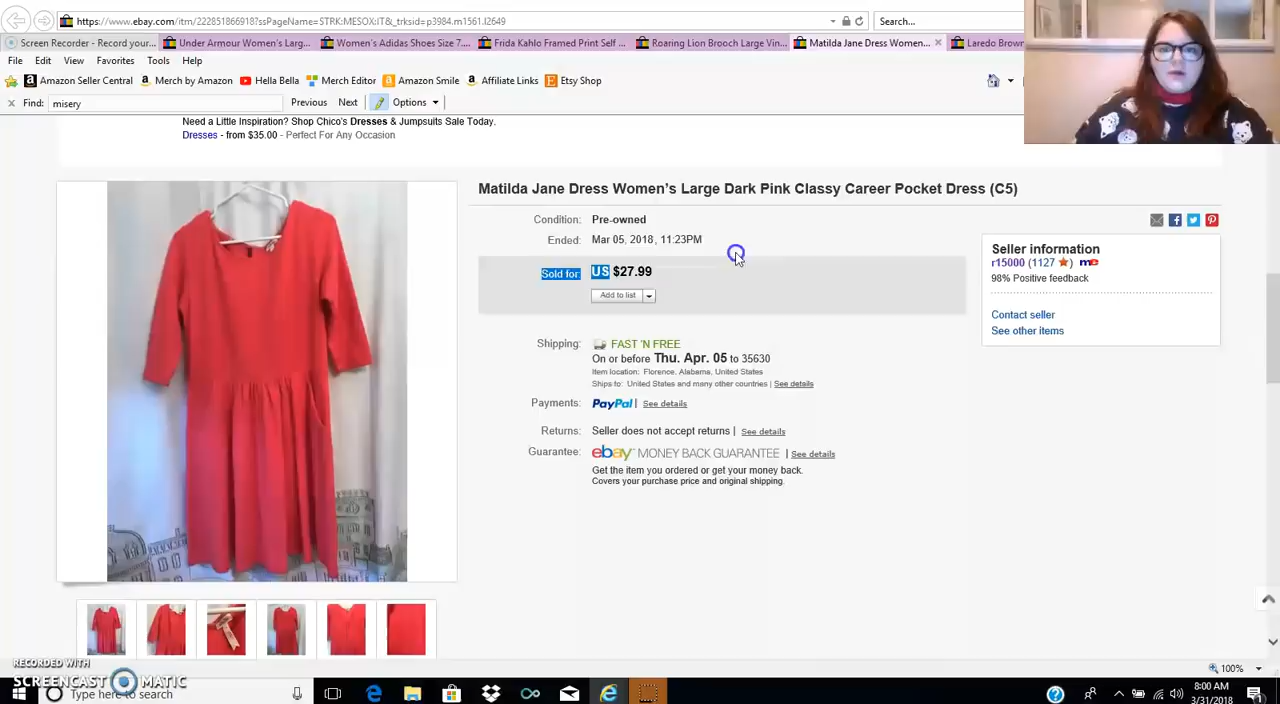 https://www.ebay.com/itm/222851866918?ssPageName=STRK:MESOX:IT&_trksid=p3984.m1561.l2649
Search...
Screen Recorder - Record your...
Under Armour Women's Larg...
Women's Adidas Shoes Size 7...
Frida Kahlo Framed Print Self ...
Roaring Lion Brooch Large Vin...
Matilda Jane Dress Women...
Laredo Brown
File Edit View Favorites Tools Help
Amazon Seller Central
Merch by Amazon
Hella Bella
Merch Editor
Amazon Smile
Affiliate Links
Etsy Shop
Find: misery
Previous Next Options
Need a Little Inspiration? Shop Chico's Dresses & Jumpsuits Sale Today.
Dresses - from $35.00 - Perfect For Any Occasion
Matilda Jane Dress Women's Large Dark Pink Classy Career Pocket Dress (C5)
Condition: Pre-owned
Ended: Mar 05, 2018, 11:23PM
Sold for: US $27.99
Add to list
Shipping: FAST 'N FREE
On or before Thu. Apr. 05 to 35630
Item location: Florence, Alabama, United States
Ships to: United States and many other countries | See details
Payments: PayPal | See details
Returns: Seller does not accept returns | See details
Guarantee: ebay MONEY BACK GUARANTEE | See details
Get the item you ordered or get your money back.
Covers your purchase price and original shipping.
Seller information
r15000 (1127 ) me
98% Positive feedback
Contact seller
See other items
100%
RECORDED WITH
SCREENCAST MATIC
Type here to search
8:00 AM
3/31/2018